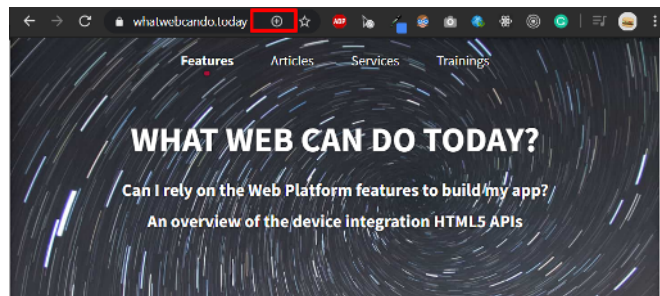 whatwebcando.today
ABP
Features Articles Services Trainings
WHAT WEB CAN DO TODAY?
Can I rely on the Web Platform features to build my app?
An overview of the device integration HTML5 APIs